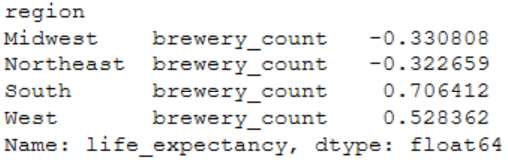 region
Midwest    brewery_count   -0.330808
Northeast  brewery_count   -0.322659
South      brewery_count    0.706412
West       brewery_count    0.528362
Name: life_expectancy, dtype: float64